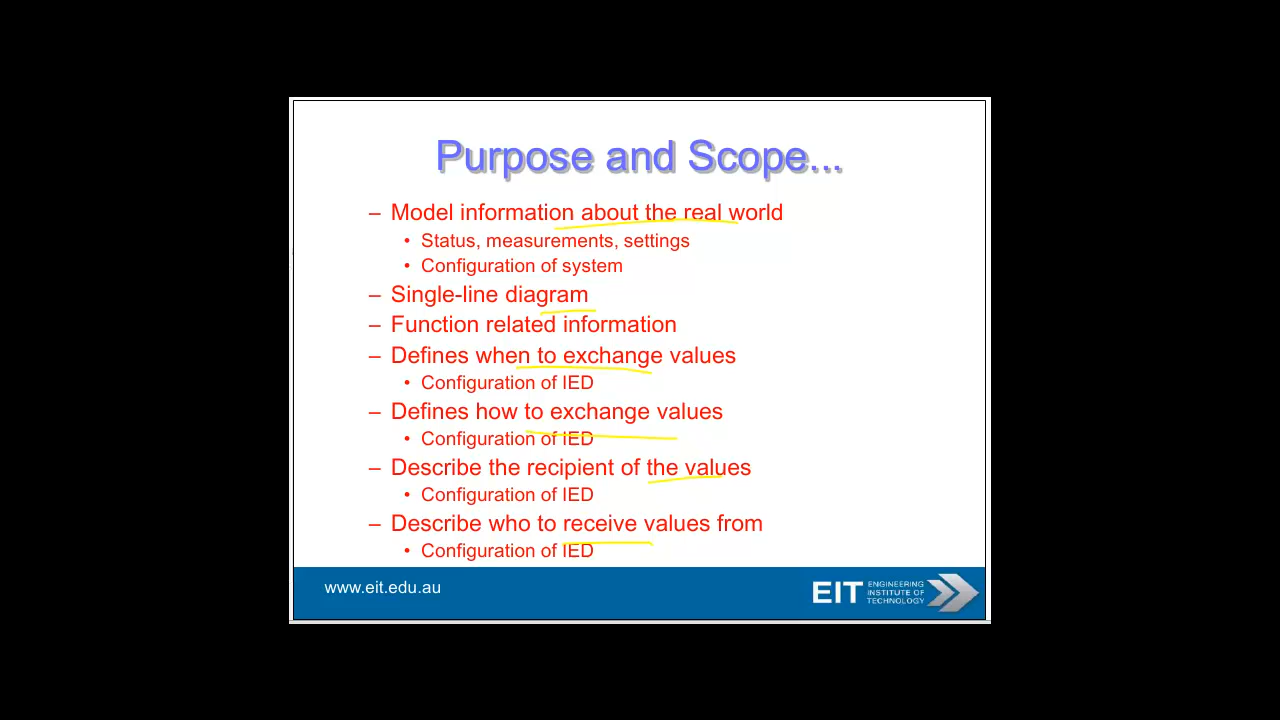 Purpose and Scope...
– Model information about the real world
• Status, measurements, settings
• Configuration of system
– Single-line diagram
– Function related information
– Defines when to exchange values
• Configuration of IED
– Defines how to exchange values
• Configuration of IED
– Describe the recipient of the values
• Configuration of IED
– Describe who to receive values from
• Configuration of IED
www.eit.edu.au
EIT
ENGINEERING
INSTITUTE OF
TECHNOLOGY